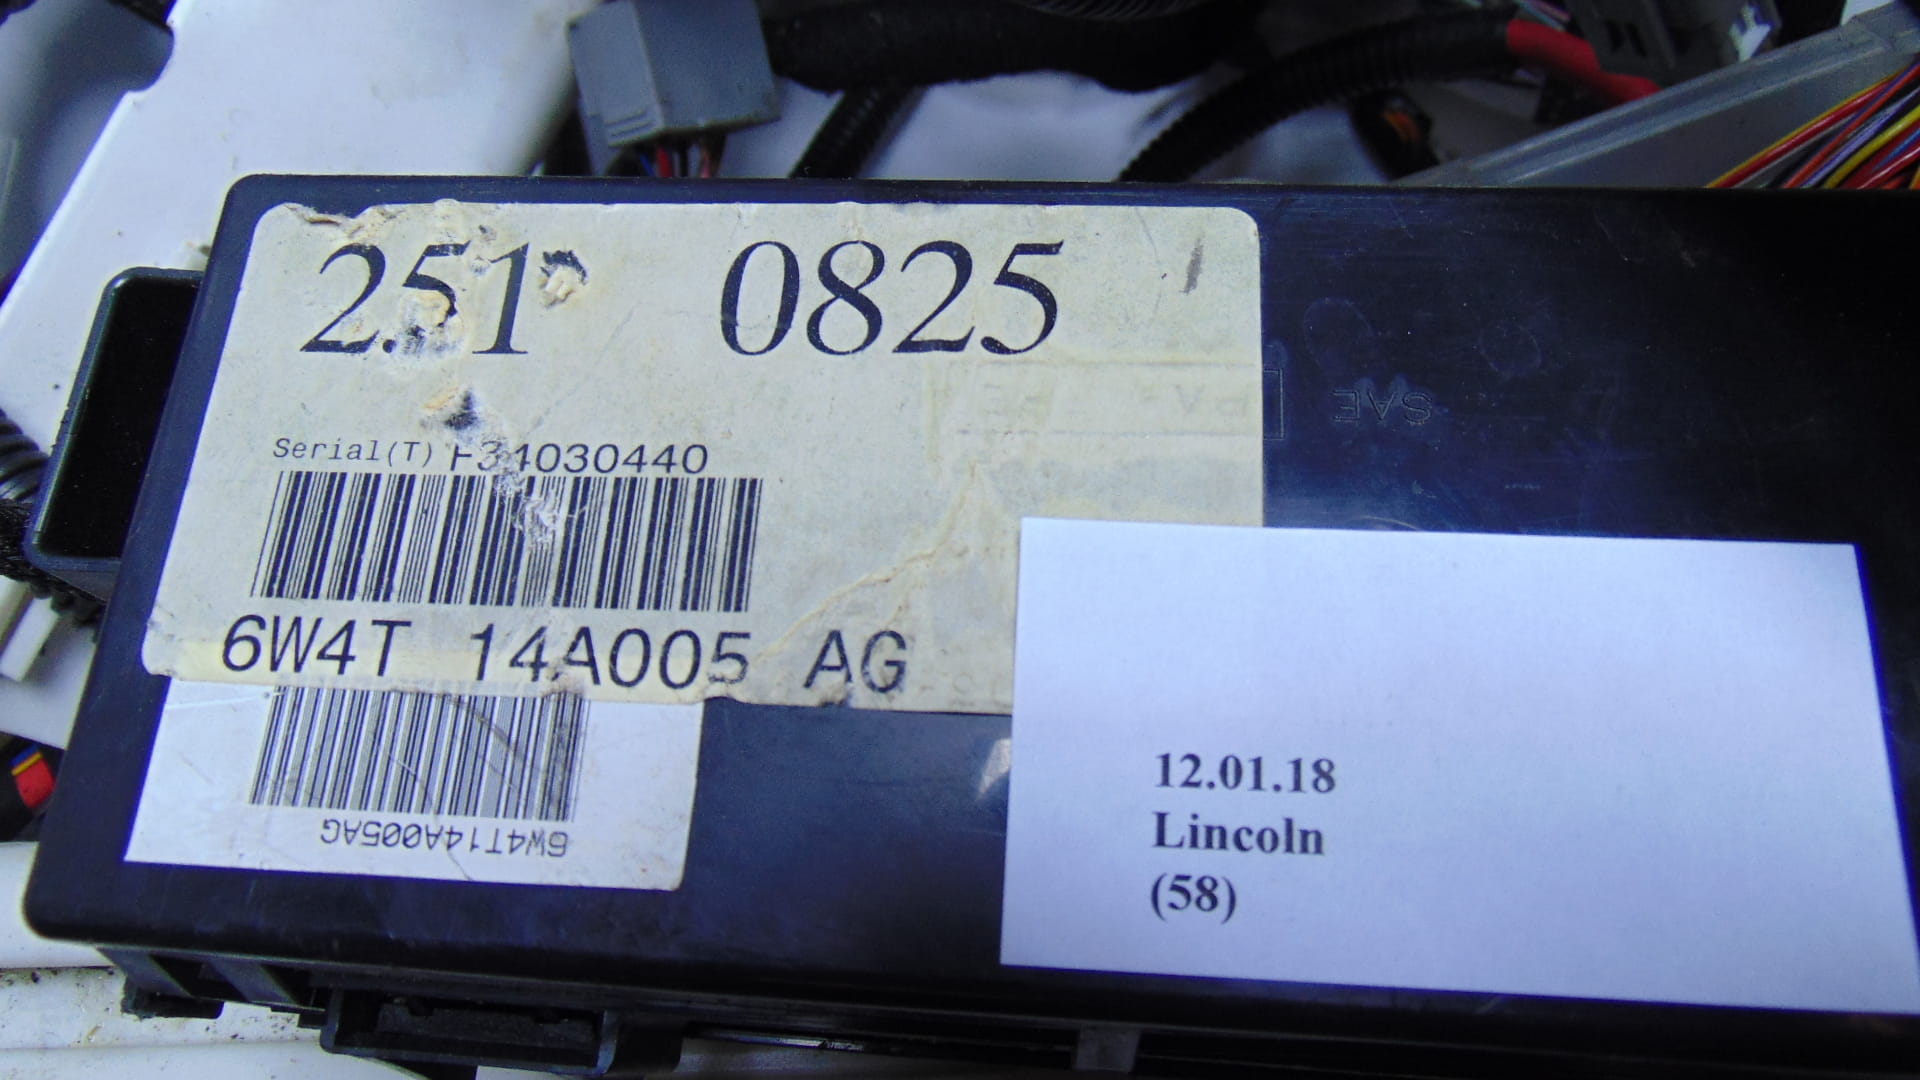 251 0825
Serial(T) F34030440
6W4T 14A005 AG
6W4T14A005AG
SAE
12.01.18
Lincoln
(58)